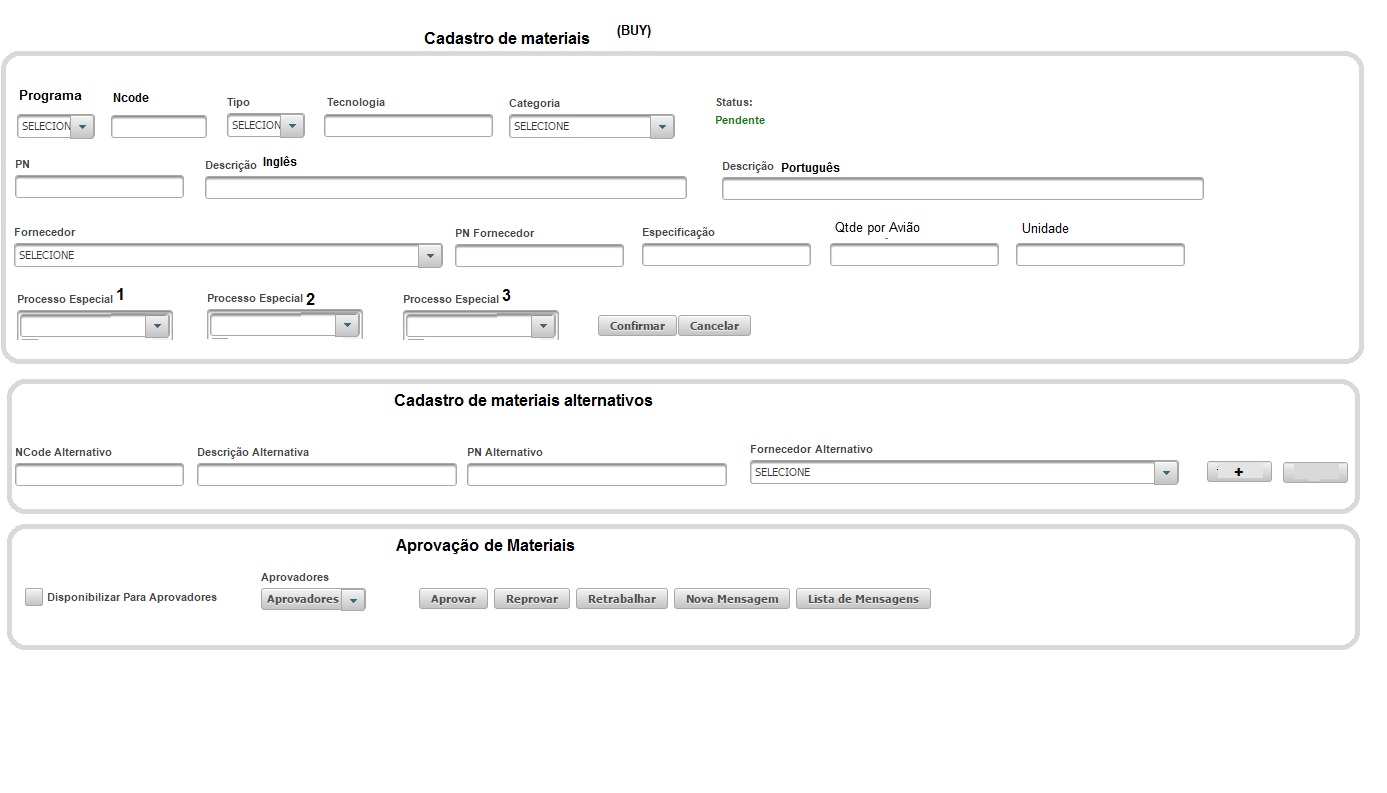 Cadastro de materiais (BUY)
Programa Ncode Tipo Tecnologia Categoria Status:
SELECION SELECION SELECIONE Pendente
PN Descrição Inglês Descrição Português
Fornecedor PN Fornecedor Especificação Qtde por Avião Unidade
SELECIONE
Processo Especial 1 Processo Especial 2 Processo Especial 3
Confirmar Cancelar
Cadastro de materiais alternativos
NCode Alternativo Descrição Alternativa PN Alternativo Fornecedor Alternativo
SELECIONE +
Aprovação de Materiais
Aprovadores
Disponibilizar Para Aprovadores Aprovadores Aprovar Reprovar Retrabalhar Nova Mensagem Lista de Mensagens